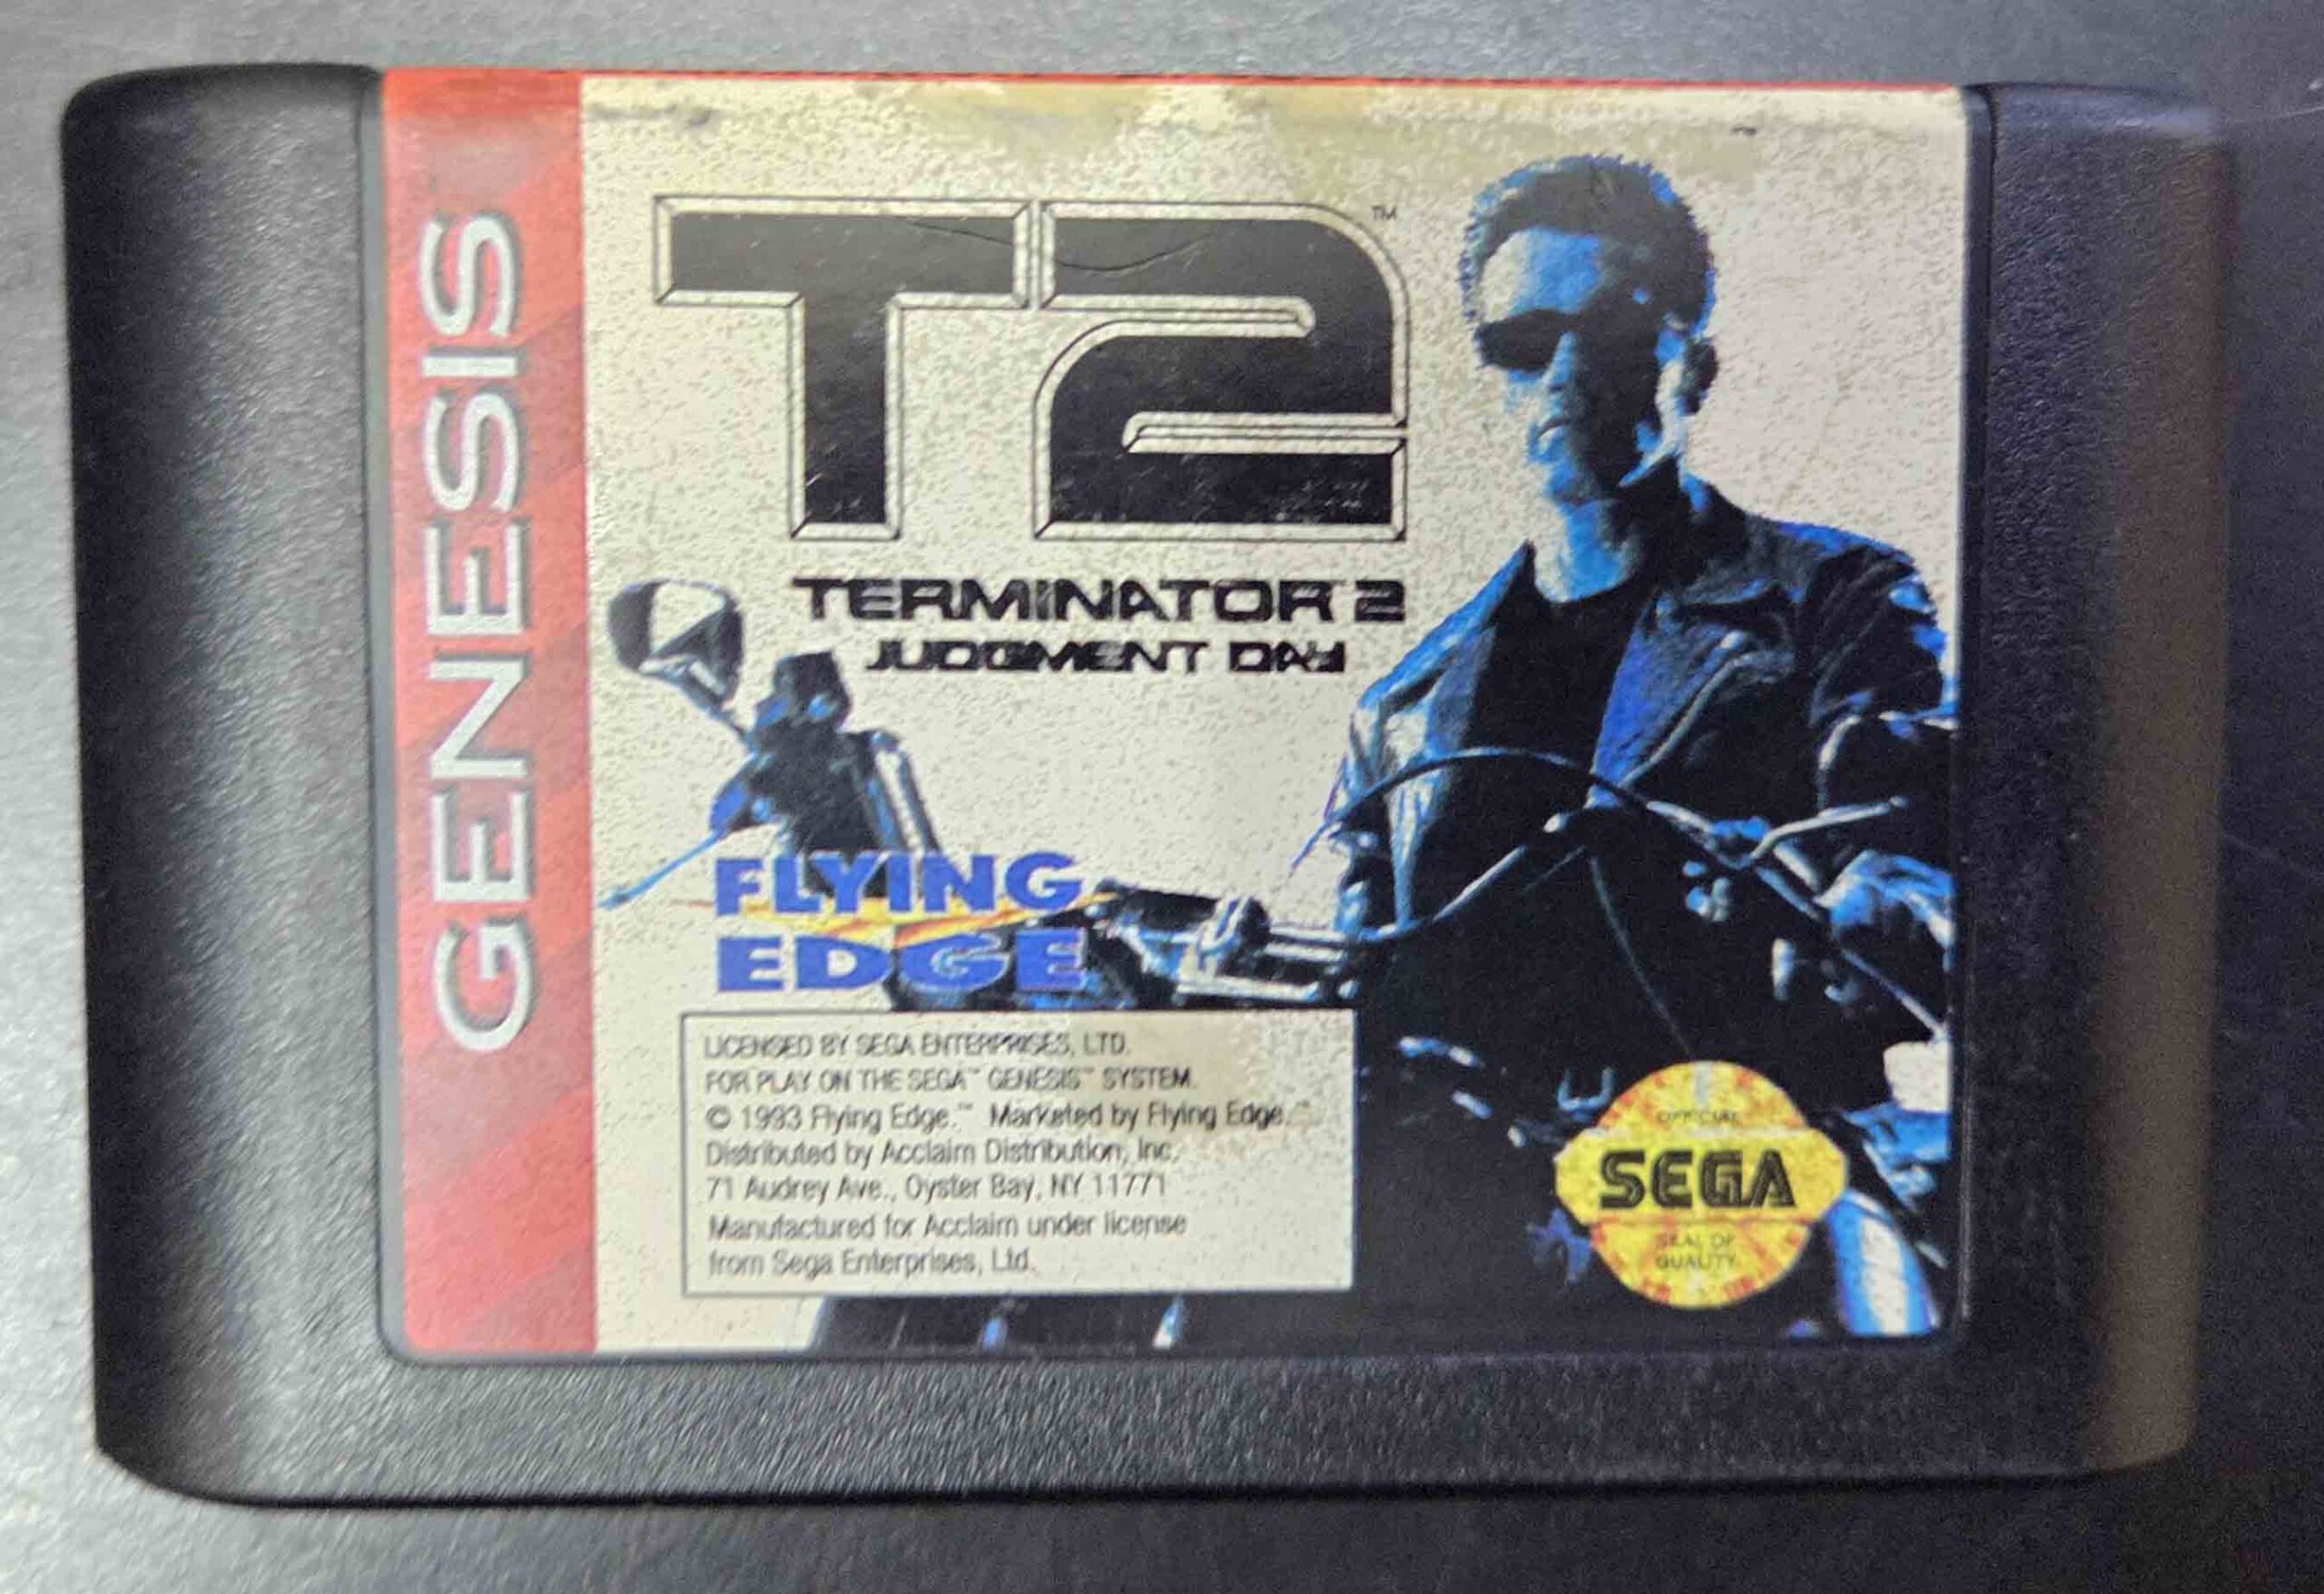 GENESIS
T2™
TERMINATOR 2
JUDGMENT DAY
FLYING
EDGE
LICENSED BY SEGA ENTERPRISES, LTD.
FOR PLAY ON THE SEGA™ GENESIS™ SYSTEM.
© 1993 Flying Edge.™ Marketed by Flying Edge.™
Distributed by Acclaim Distribution, Inc.
71 Audrey Ave., Oyster Bay, NY 11771
Manufactured for Acclaim under license
from Sega Enterprises, Ltd.
OFFICIAL
SEGA
SEAL OF
QUALITY